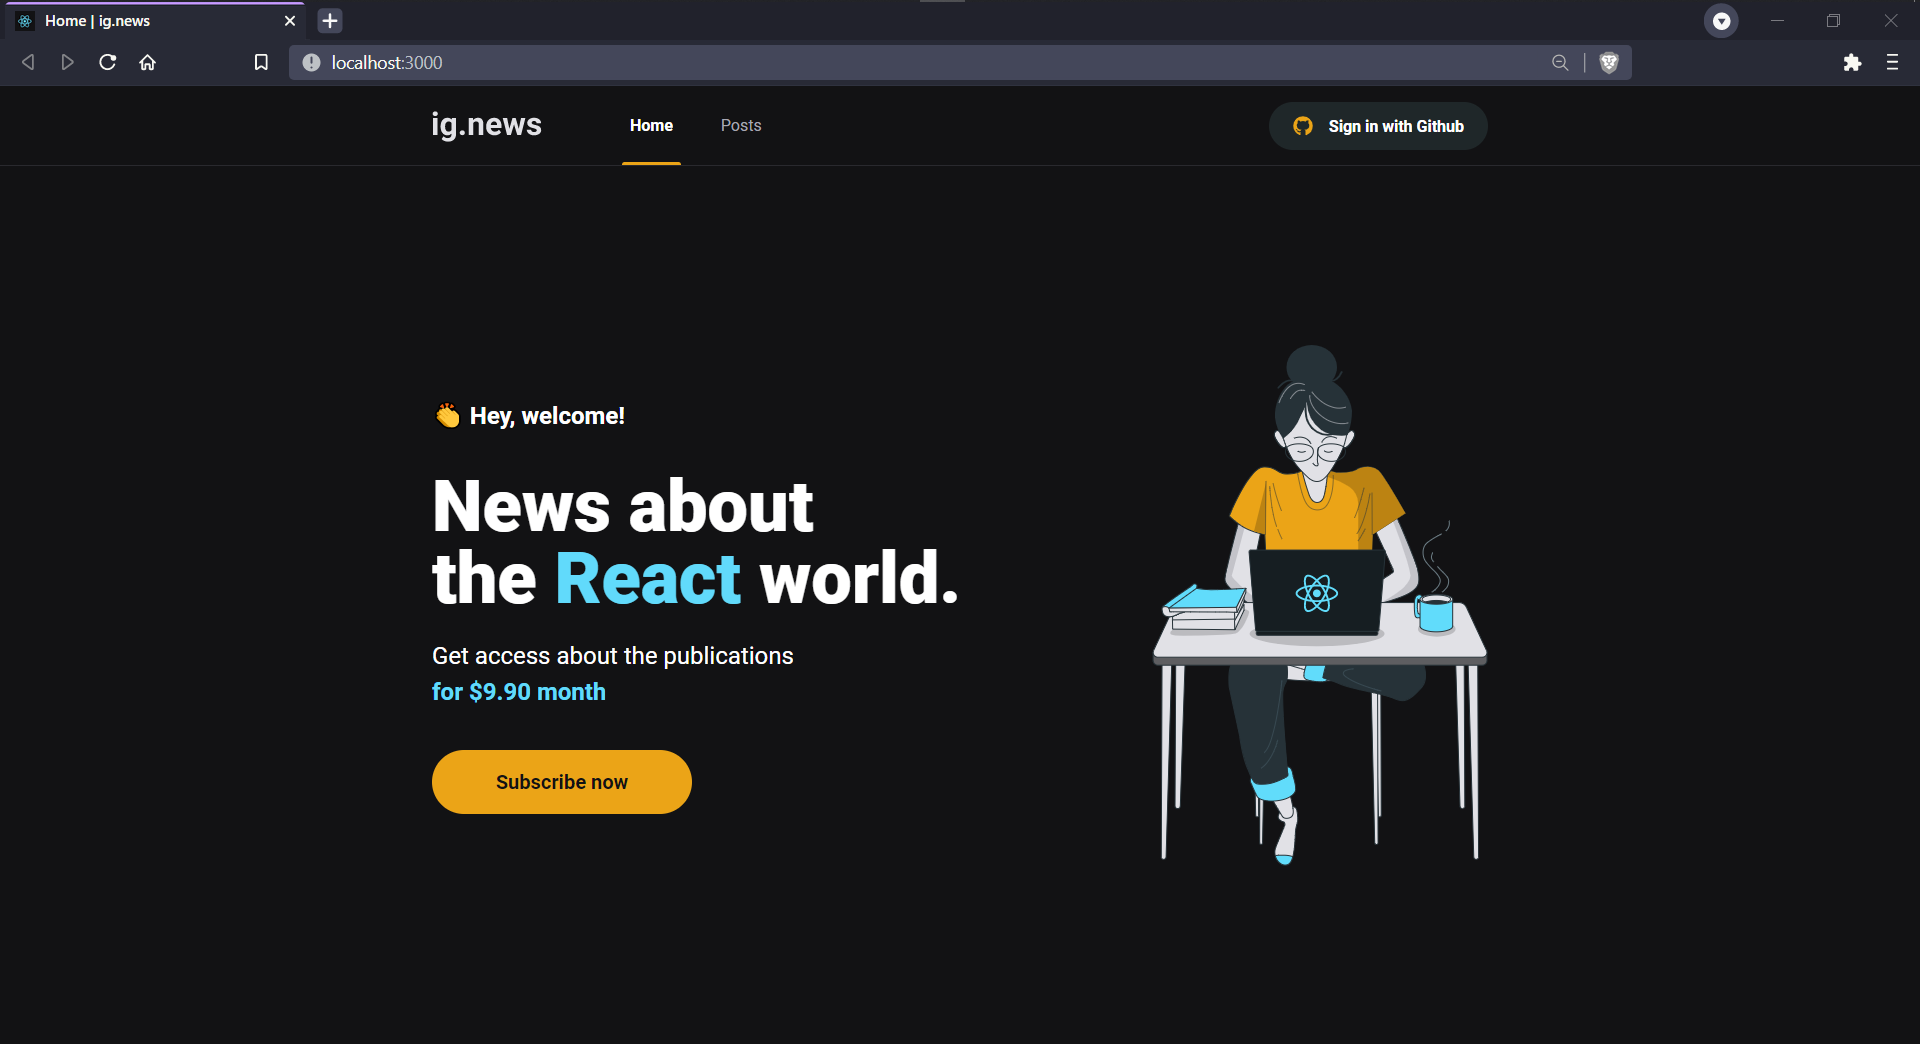 Home | ig.news
localhost:3000
ig.news
Home
Posts
Sign in with Github
👏 Hey, welcome!
News about
the React world.
Get access about the publications
for $9.90 month
Subscribe now